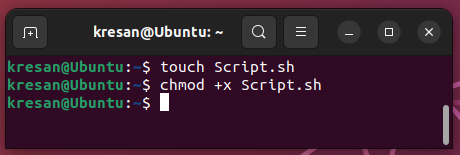 kresan@Ubuntu: ~
kresan@Ubuntu:~$ touch Script.sh
kresan@Ubuntu:~$ chmod +x Script.sh
kresan@Ubuntu:~$